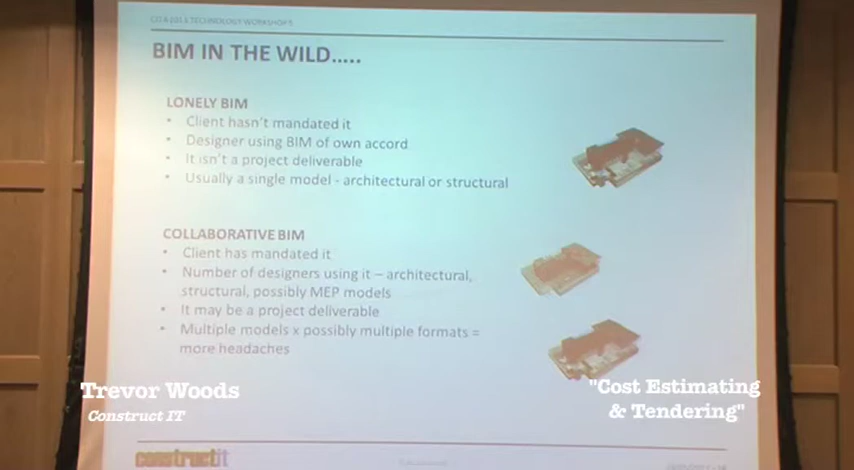 BIM IN THE WILD.....
LONELY BIM
• Client hasn't mandated it
• Designer using BIM of own accord
• It isn't a project deliverable
• Usually a single model - architectural or structural
COLLABORATIVE BIM
• Client has mandated it
• Number of designers using it – architectural,
structural, possibly MEP models
• It may be a project deliverable
• Multiple models x possibly multiple formats =
more headaches
Trevor Woods
Construct IT
"Cost Estimating
& Tendering"
constructit